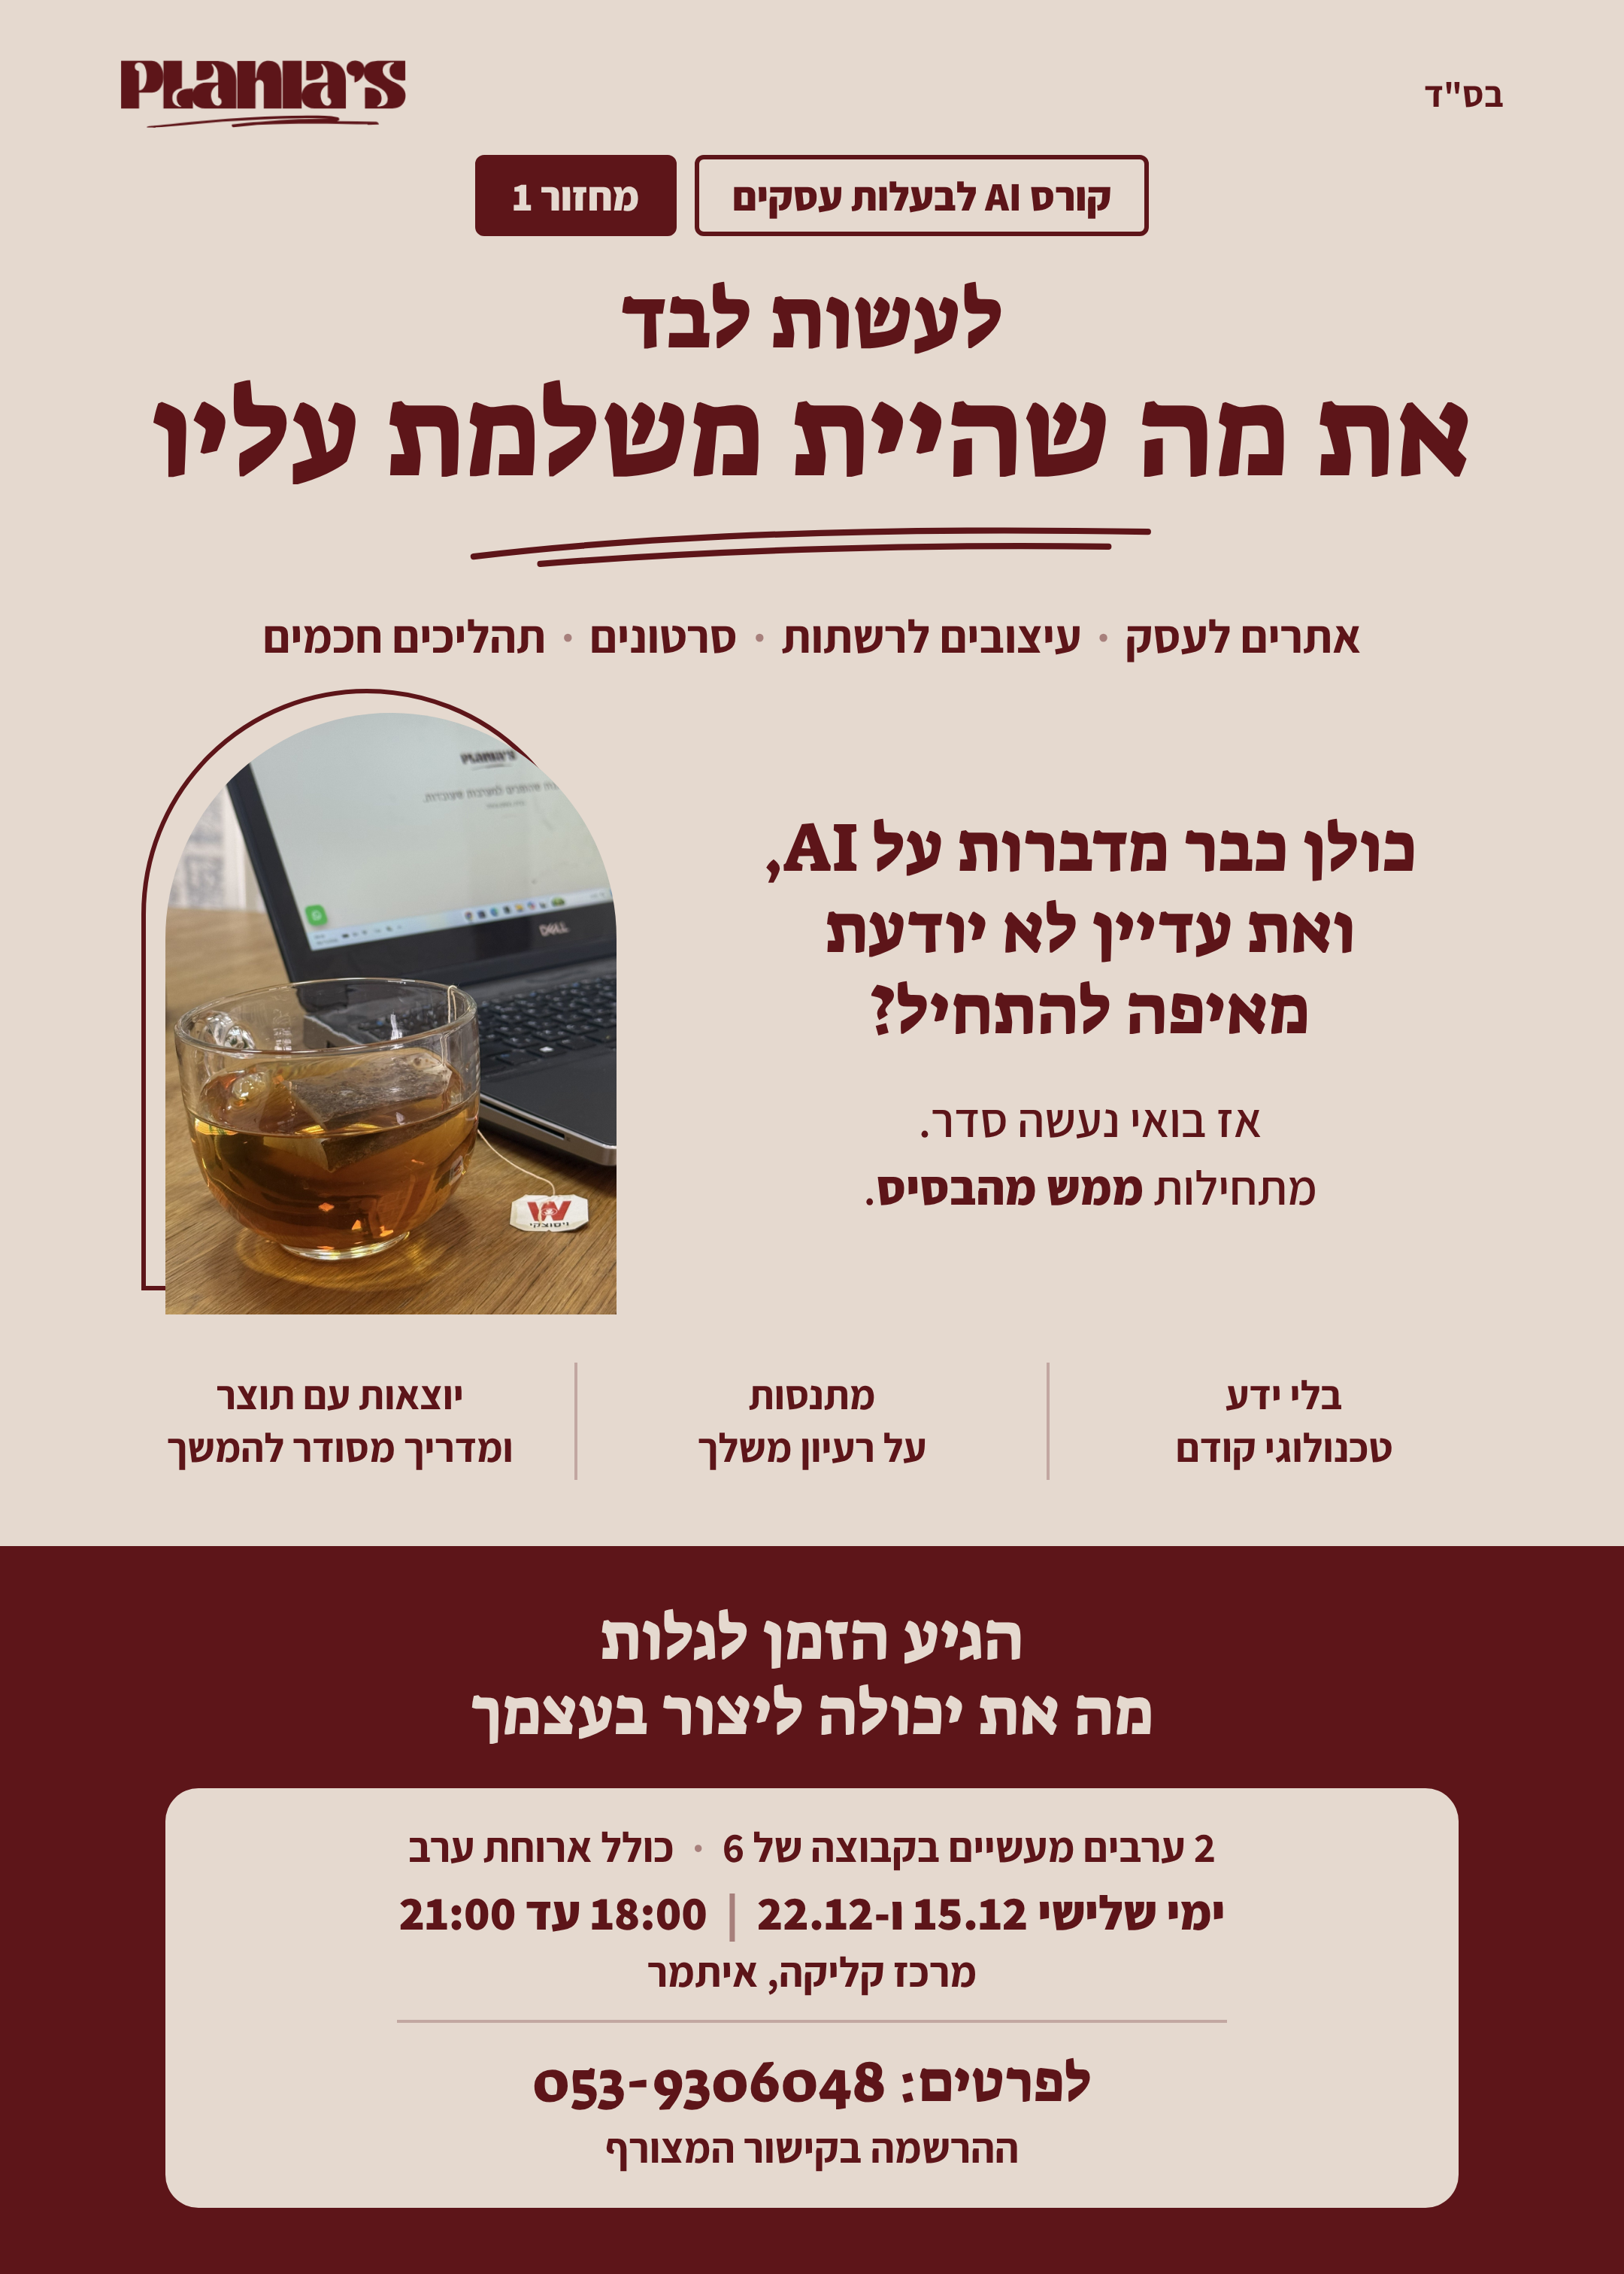 בס"ד
PLANIA'S
קורס AI לבעלות עסקים
מחזור 1
לעשות לבד
את מה שהיית משלמת עליו
אתרים לעסק • עיצובים לרשתות • סרטונים • תהליכים חכמים
PLANIA'S
DELL
כולן כבר מדברות על AI,
ואת עדיין לא יודעת
מאיפה להתחיל?
אז בואי נעשה סדר.
מתחילות ממש מהבסיס.
ויסוצקי
בלי ידע
טכנולוגי קודם
מתנסות
על רעיון משלך
יוצאות עם תוצר
ומדריך מסודר להמשך
הגיע הזמן לגלות
מה את יכולה ליצור בעצמך
2 ערבים מעשיים בקבוצה של 6 • כולל ארוחת ערב
ימי שלישי 15.12 ו-22.12 | 18:00 עד 21:00
מרכז קליקה, איתמר
לפרטים: 053-9306048
ההרשמה בקישור המצורף